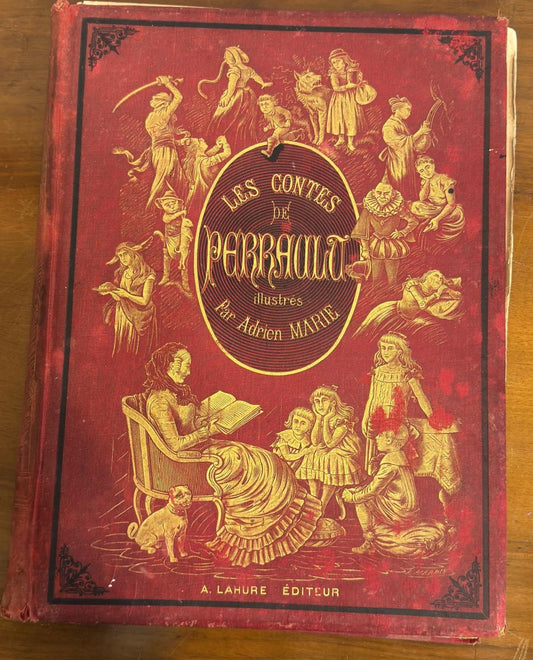 LES CONTES
DE
PERRAULT
illustrés
Par Adrien MARIE
A. LAHURE ÉDITEUR